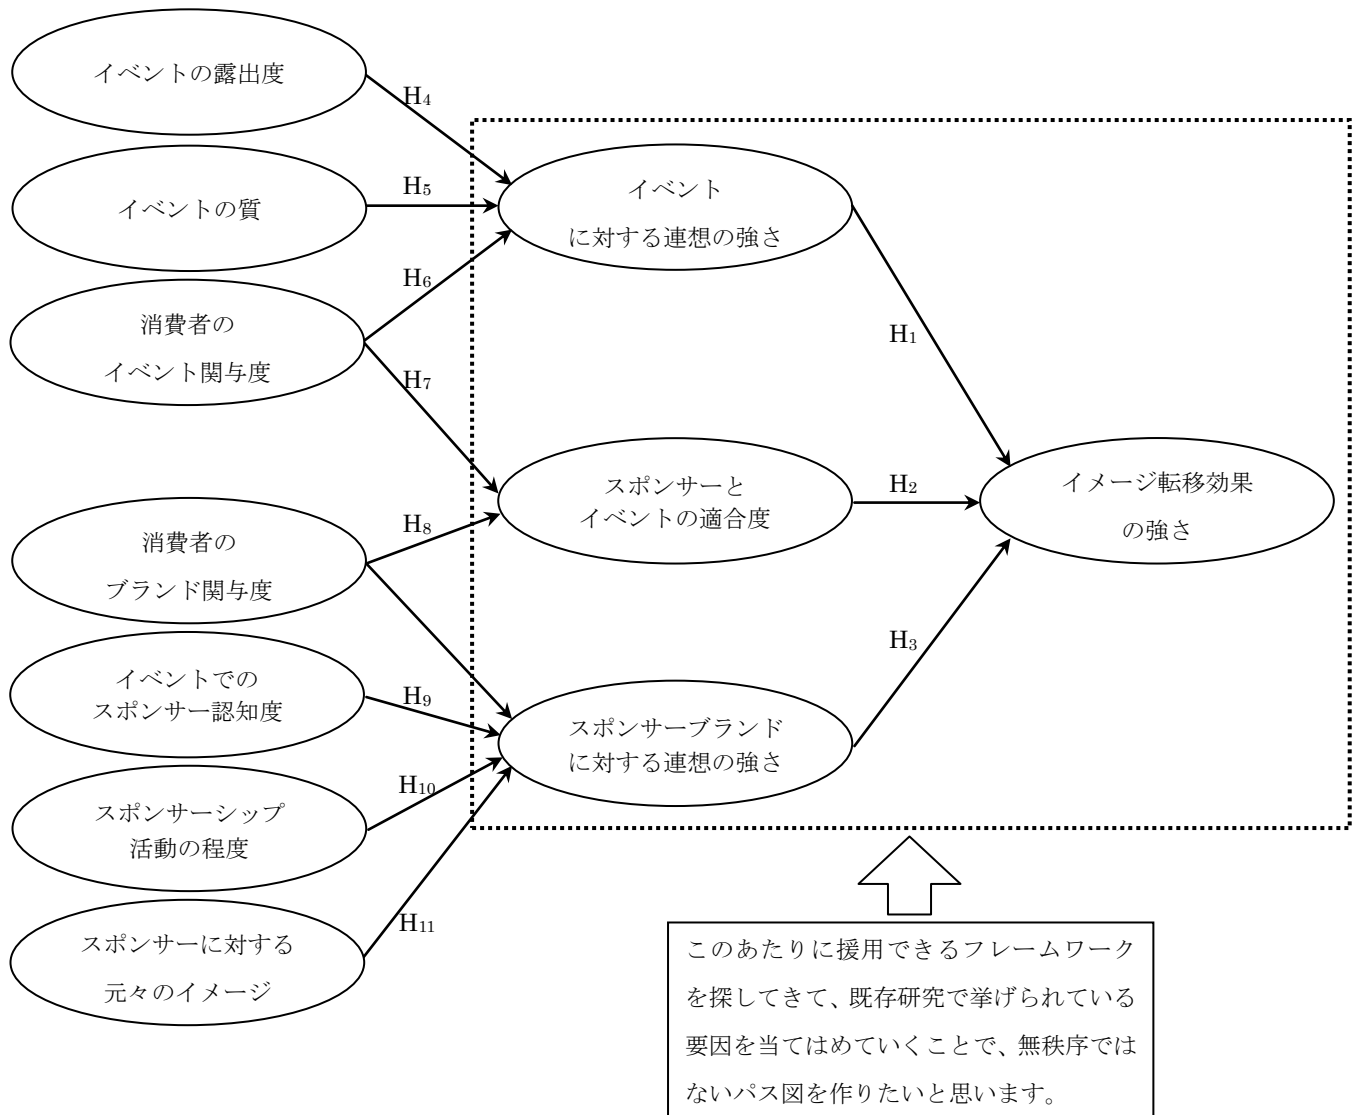 イベントの露出度
H4
イベントの質
H5
イベント
に対する連想の強さ
消費者の
イベント関与度
H6
H7
H1
スポンサーと
イベントの適合度
H2
イメージ転移効果
の強さ
消費者の
ブランド関与度
H8
H3
イベントでの
スポンサー認知度
H9
スポンサーブランド
に対する連想の強さ
スポンサーシップ
活動の程度
H10
スポンサーに対する
元々のイメージ
H11
このあたりに援用できるフレームワーク
を探してきて、既存研究で挙げられている
要因を当てはめていくことで、無秩序では
ないパス図を作りたいと思います。